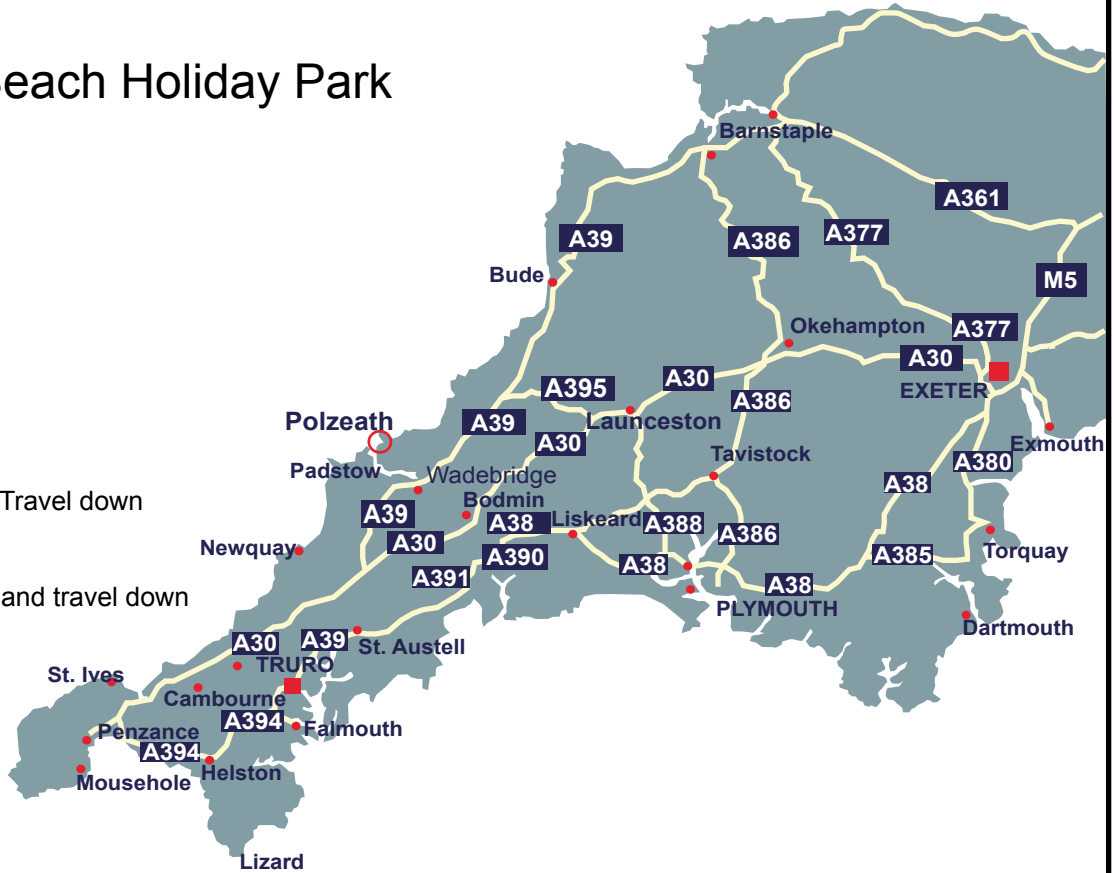 each Holiday Park
Barnstaple
A361
A39
A386
A377
M5
Bude
Okehampton
A377
A30
EXETER
A30
A395
A386
Launceston
Polzeath
A39
A30
Exmouth
Tavistock
A380
Padstow
Wadebridge
A38
Travel down
Bodmin
A39
A38
Liskeard
A388
A386
A30
Newquay
A390
A385
Torquay
A38
A391
A38
and travel down
PLYMOUTH
Dartmouth
A30
A39
St. Austell
TRURO
St. Ives
Cambourne
A394
Falmouth
Penzance
A394
Helston
Mousehole
Lizard